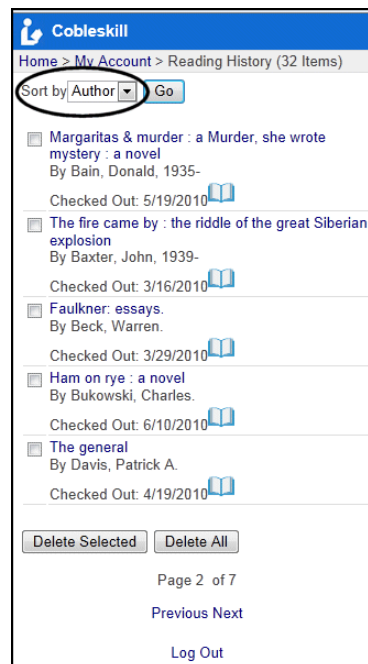 Cobleskill
Home > My Account > Reading History (32 Items)
Sort by Author Go
Margaritas & murder : a Murder, she wrote
mystery : a novel
By Bain, Donald, 1935-
Checked Out: 5/19/2010
The fire came by : the riddle of the great Siberian
explosion
By Baxter, John, 1939-
Checked Out: 3/16/2010
Faulkner: essays.
By Beck, Warren.
Checked Out: 3/29/2010
Ham on rye : a novel
By Bukowski, Charles.
Checked Out: 6/10/2010
The general
By Davis, Patrick A.
Checked Out: 4/19/2010
Delete Selected Delete All
Page 2 of 7
Previous Next
Log Out